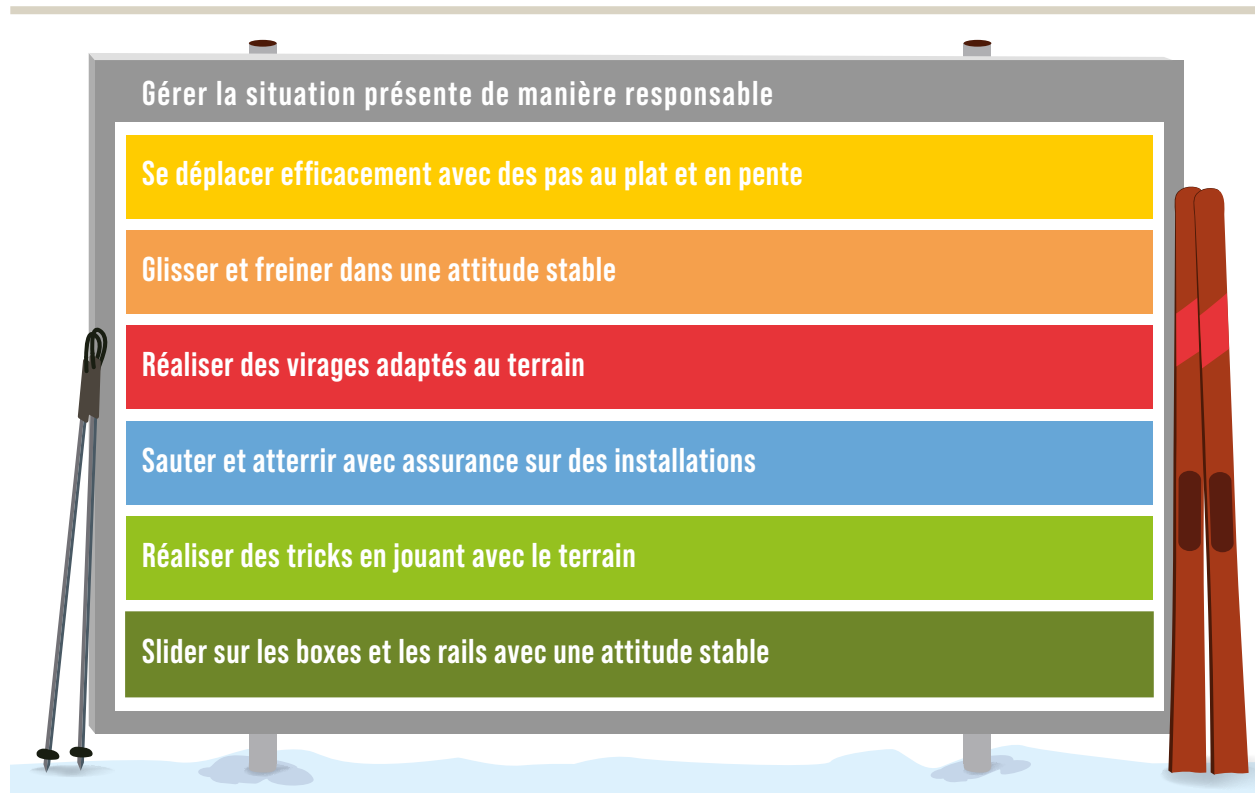 Gérer la situation présente de manière responsable
Se déplacer efficacement avec des pas au plat et en pente
Glisser et freiner dans une attitude stable
Réaliser des virages adaptés au terrain
Sauter et atterrir avec assurance sur des installations
Réaliser des tricks en jouant avec le terrain
Slider sur les boxes et les rails avec une attitude stable